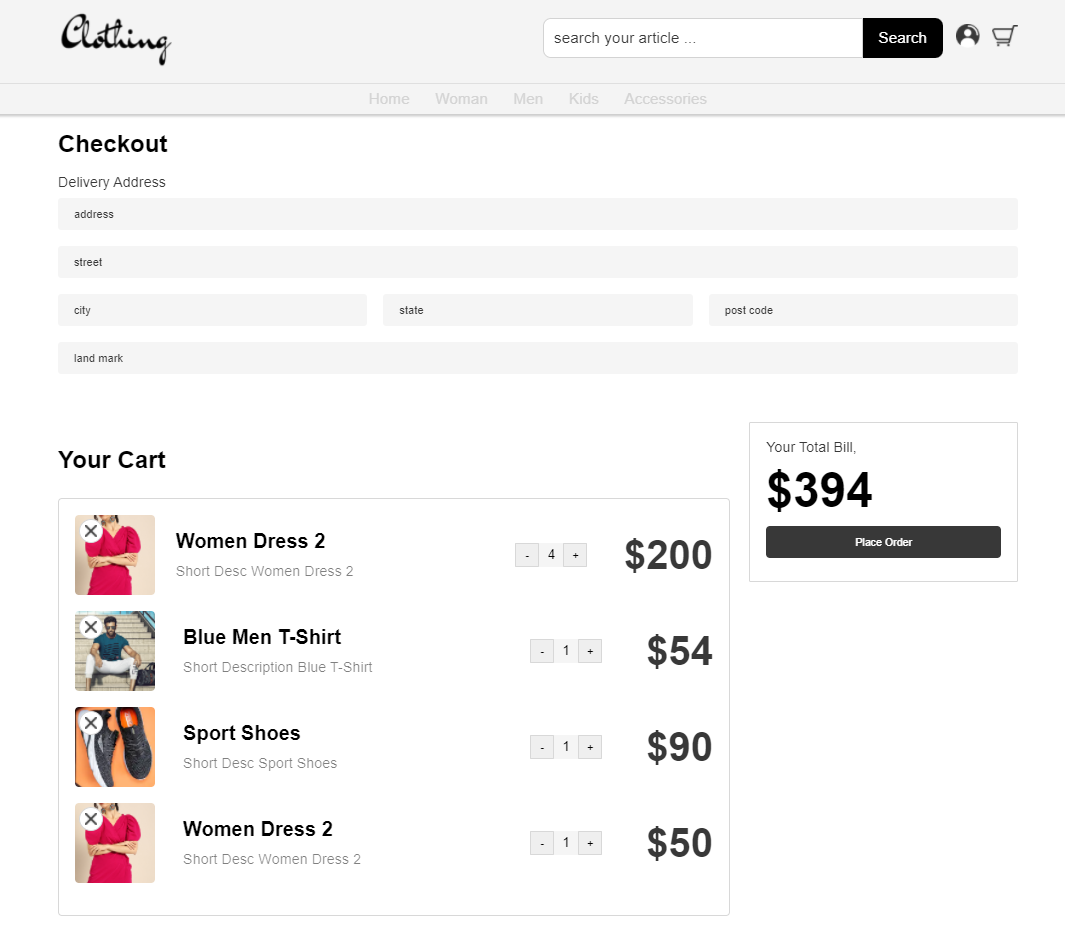 Clothing
search your article ...
Search
Home Woman Men Kids Accessories
Checkout
Delivery Address
address
street
city state post code
land mark
Your Cart
Women Dress 2
Short Desc Women Dress 2
- 4 +
$200
Blue Men T-Shirt
Short Description Blue T-Shirt
- 1 +
$54
Sport Shoes
Short Desc Sport Shoes
- 1 +
$90
Women Dress 2
Short Desc Women Dress 2
- 1 +
$50
Your Total Bill,
$394
Place Order